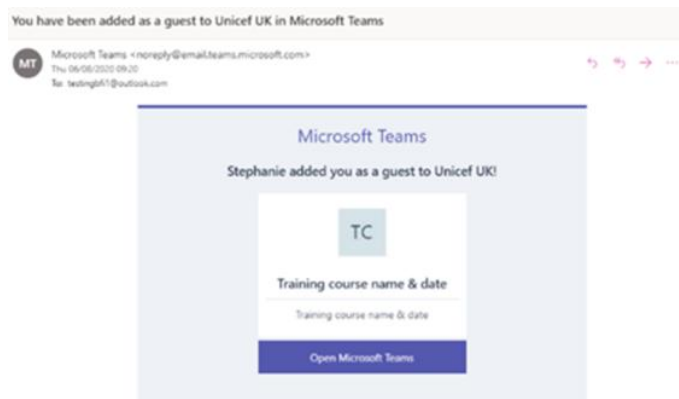 You have been added as a guest to Unicef UK in Microsoft Teams
MT
Microsoft Teams <noreply@email.teams.microsoft.com>
Thu 06/08/2020 09:20
To: testingbfi1@outlook.com
Microsoft Teams
Stephanie added you as a guest to Unicef UK!
TC
Training course name & date
Training course name & date
Open Microsoft Teams